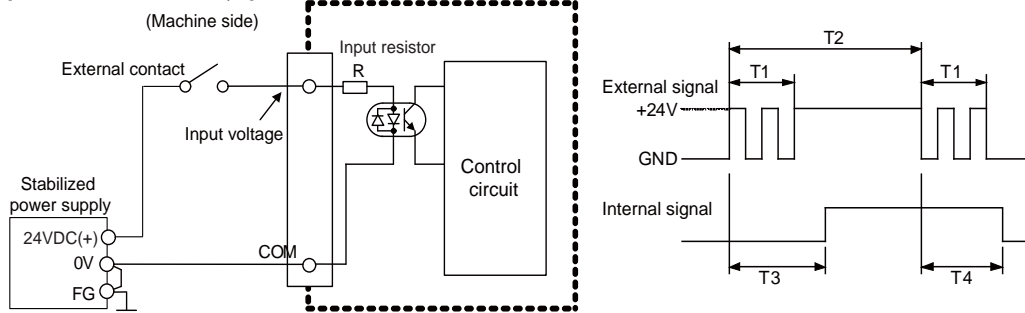 (Machine side)
External contact
Input voltage
Input resistor
R
Control
circuit
Stabilized
power supply
24VDC(+)
0V
FG
COM
T2
T1
T1
External signal
+24V
GND
Internal signal
T3
T4